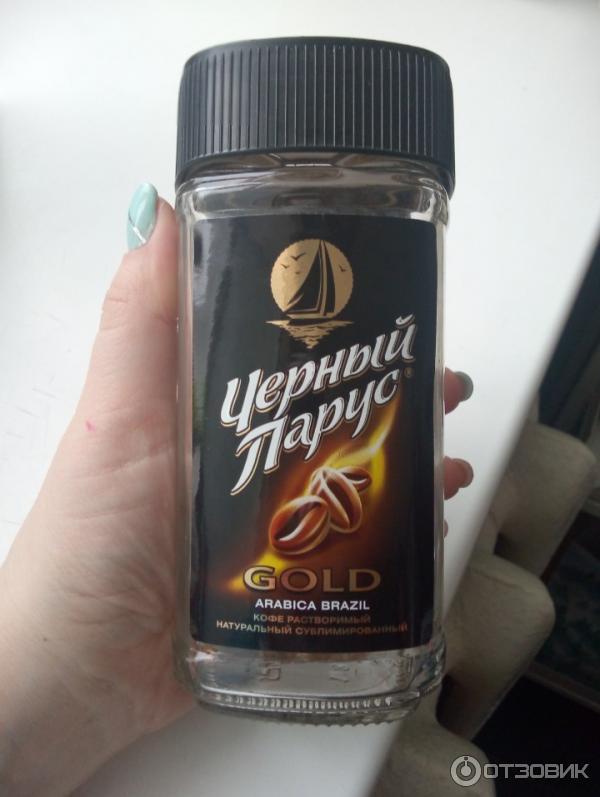 Черный
Парус®
GOLD
ARABICA BRAZIL
КОФЕ РАСТВОРИМЫЙ
НАТУРАЛЬНЫЙ СУБЛИМИРОВАННЫЙ
ОТЗОВИК